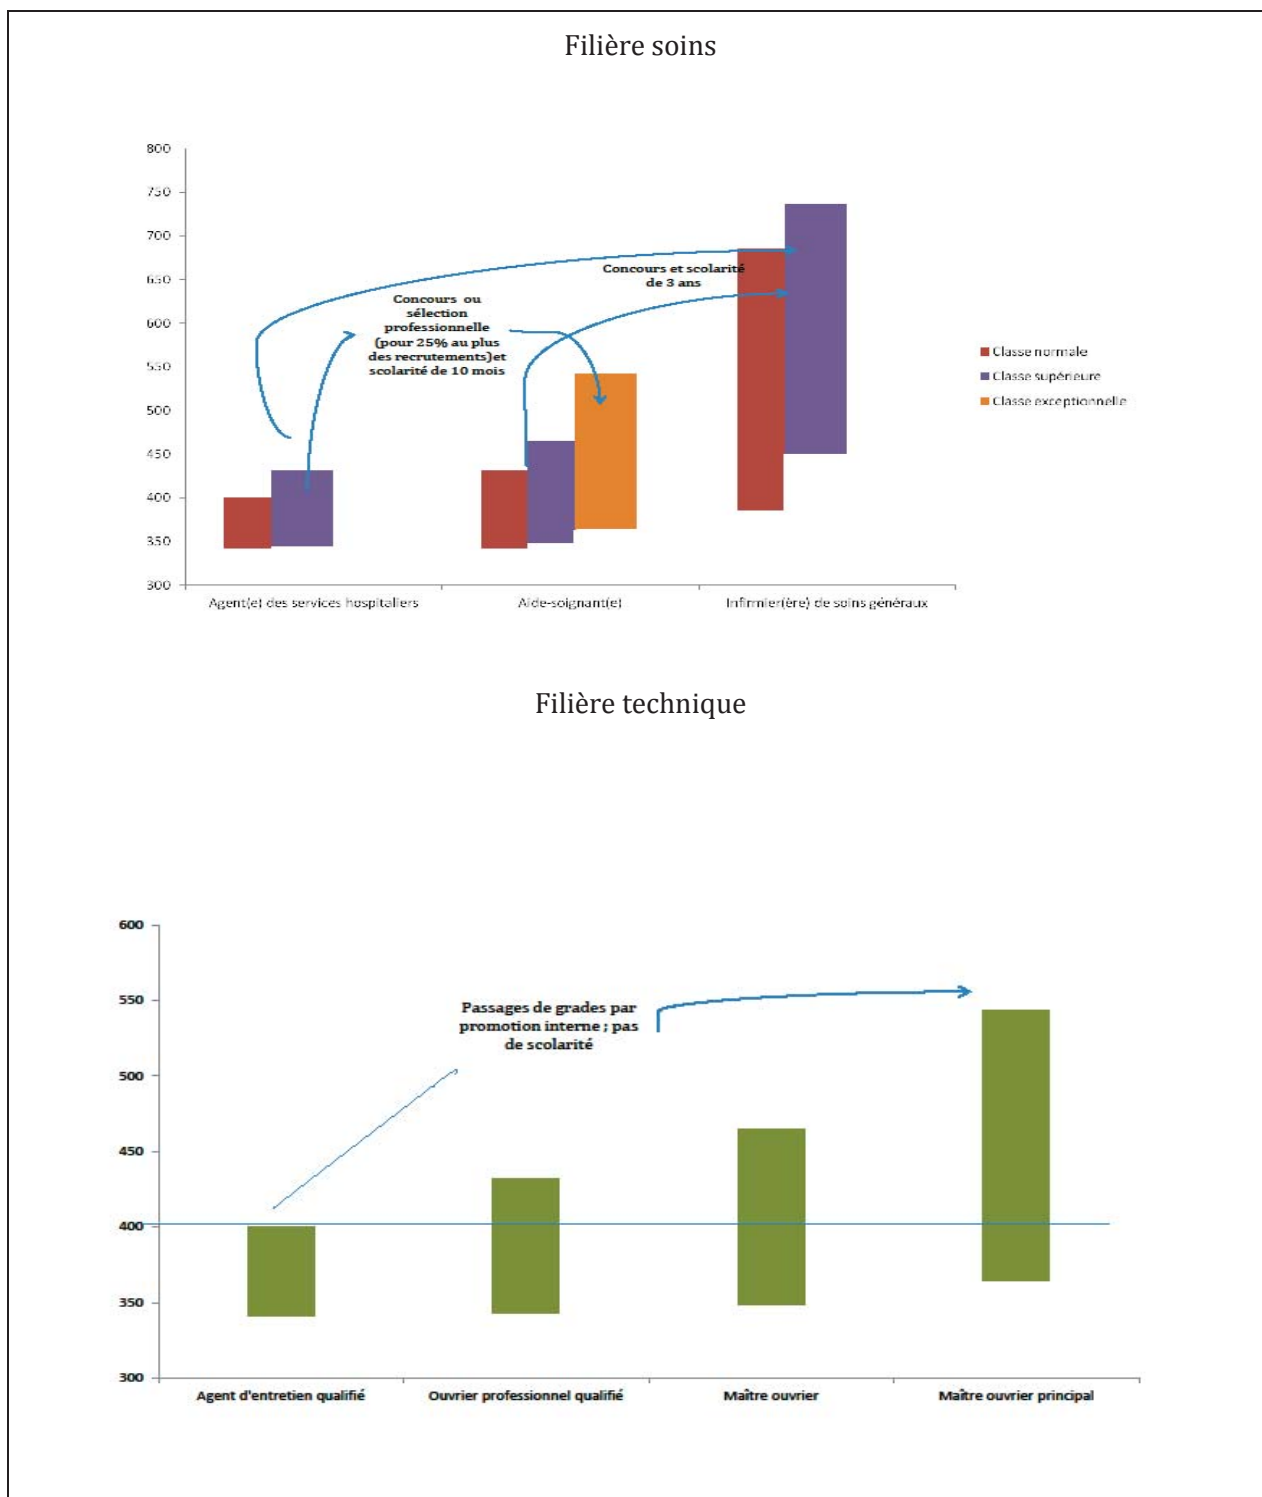 Filière soins
800
750
700
650
600
550
500
450
400
350
300
Concours et scolarité
de 3 ans
Concours ou
sélection
professionnelle
(pour 25% au plus
des recrutements)et
scolarité de 10 mois
Classe normale
Classe supérieure
Classe exceptionnelle
Agent(e) des services hospitaliers
Aide-soignant(e)
Infirmier(ère) de soins généraux
Filière technique
600
550
500
450
400
350
300
Passages de grades par
promotion interne ; pas
de scolarité
Agent d'entretien qualifié
Ouvrier professionnel qualifié
Maître ouvrier
Maître ouvrier principal